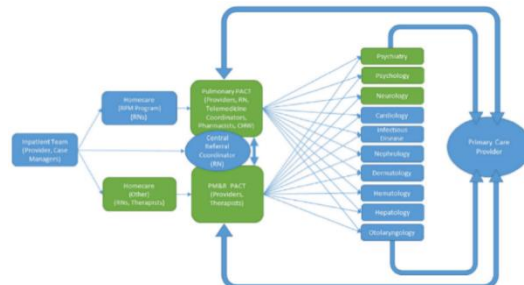 Inpatient Team
(Provider, Case
Managers)
Homecare
(RPM Program)
(RNs)
Homecare
(Other)
(RNs, Therapists)
Pulmonary PACT
(Providers, RN,
Telemedicine
Coordinators,
Pharmacists, CHW)
Central
Referral
Coordinator
(RN)
PM&R PACT
(Providers,
Therapists)
Psychiatry
Psychology
Neurology
Cardiology
Infectious
Disease
Nephrology
Dermatology
Hematology
Hepatology
Otolaryngology
Primary Care
Provider